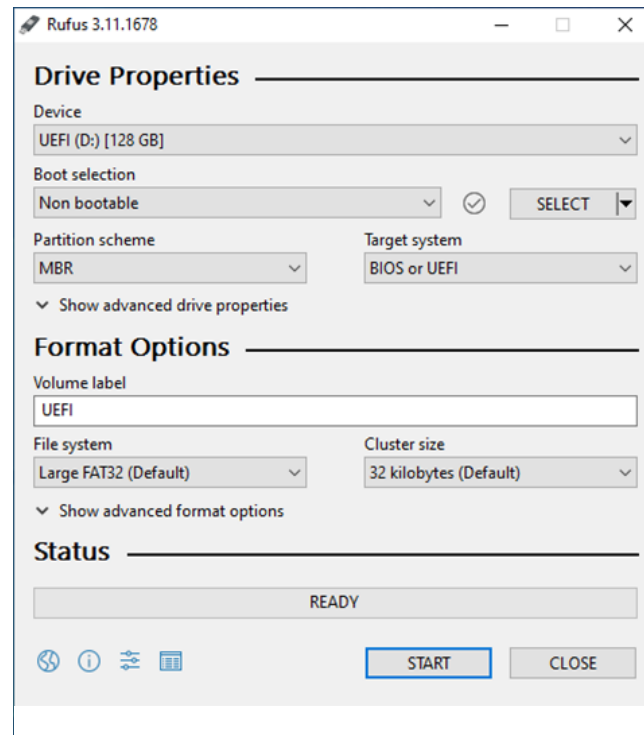 Rufus 3.11.1678
Drive Properties
Device
UEFI (D:) [128 GB]
Boot selection
Non bootable
SELECT
Partition scheme
Target system
MBR
BIOS or UEFI
Show advanced drive properties
Format Options
Volume label
UEFI
File system
Cluster size
Large FAT32 (Default)
32 kilobytes (Default)
Show advanced format options
Status
READY
START
CLOSE